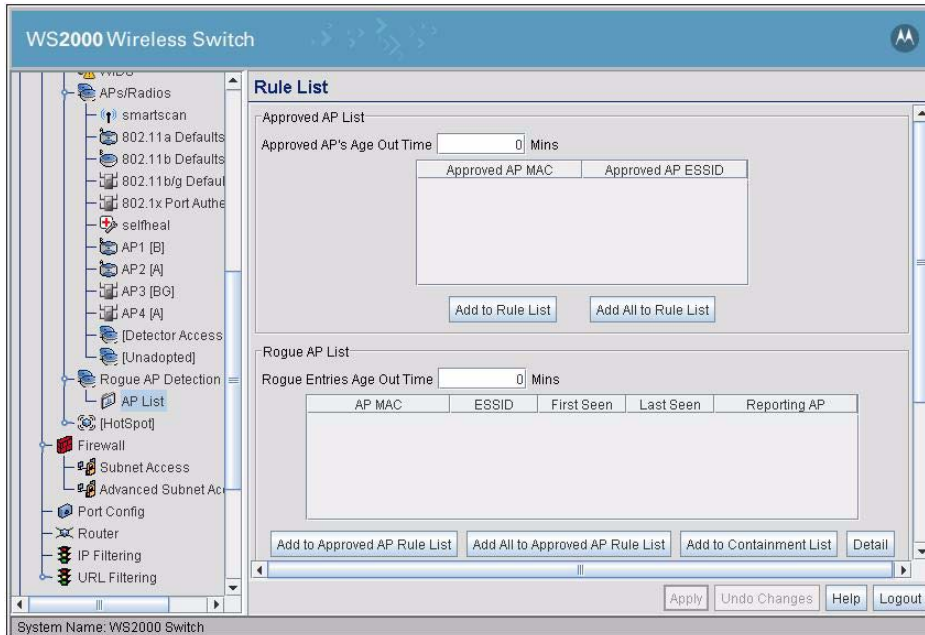 WS2000 Wireless Switch
WIDS
APs/Radios
smartscan
802.11a Defaults
802.11b Defaults
802.11b/g Defaul
802.1x Port Authe
selfheal
AP1 [B]
AP2 [A]
AP3 [BG]
AP4 [A]
[Detector Access
[Unadopted]
Rogue AP Detection
AP List
[HotSpot]
Firewall
Subnet Access
Advanced Subnet Acc
Port Config
Router
IP Filtering
URL Filtering
Rule List
Approved AP List
Approved AP's Age Out Time 0 Mins
Approved AP MAC Approved AP ESSID
Add to Rule List Add All to Rule List
Rogue AP List
Rogue Entries Age Out Time 0 Mins
AP MAC ESSID First Seen Last Seen Reporting AP
Add to Approved AP Rule List Add All to Approved AP Rule List Add to Containment List Detail
Apply Undo Changes Help Logout
System Name: WS2000 Switch